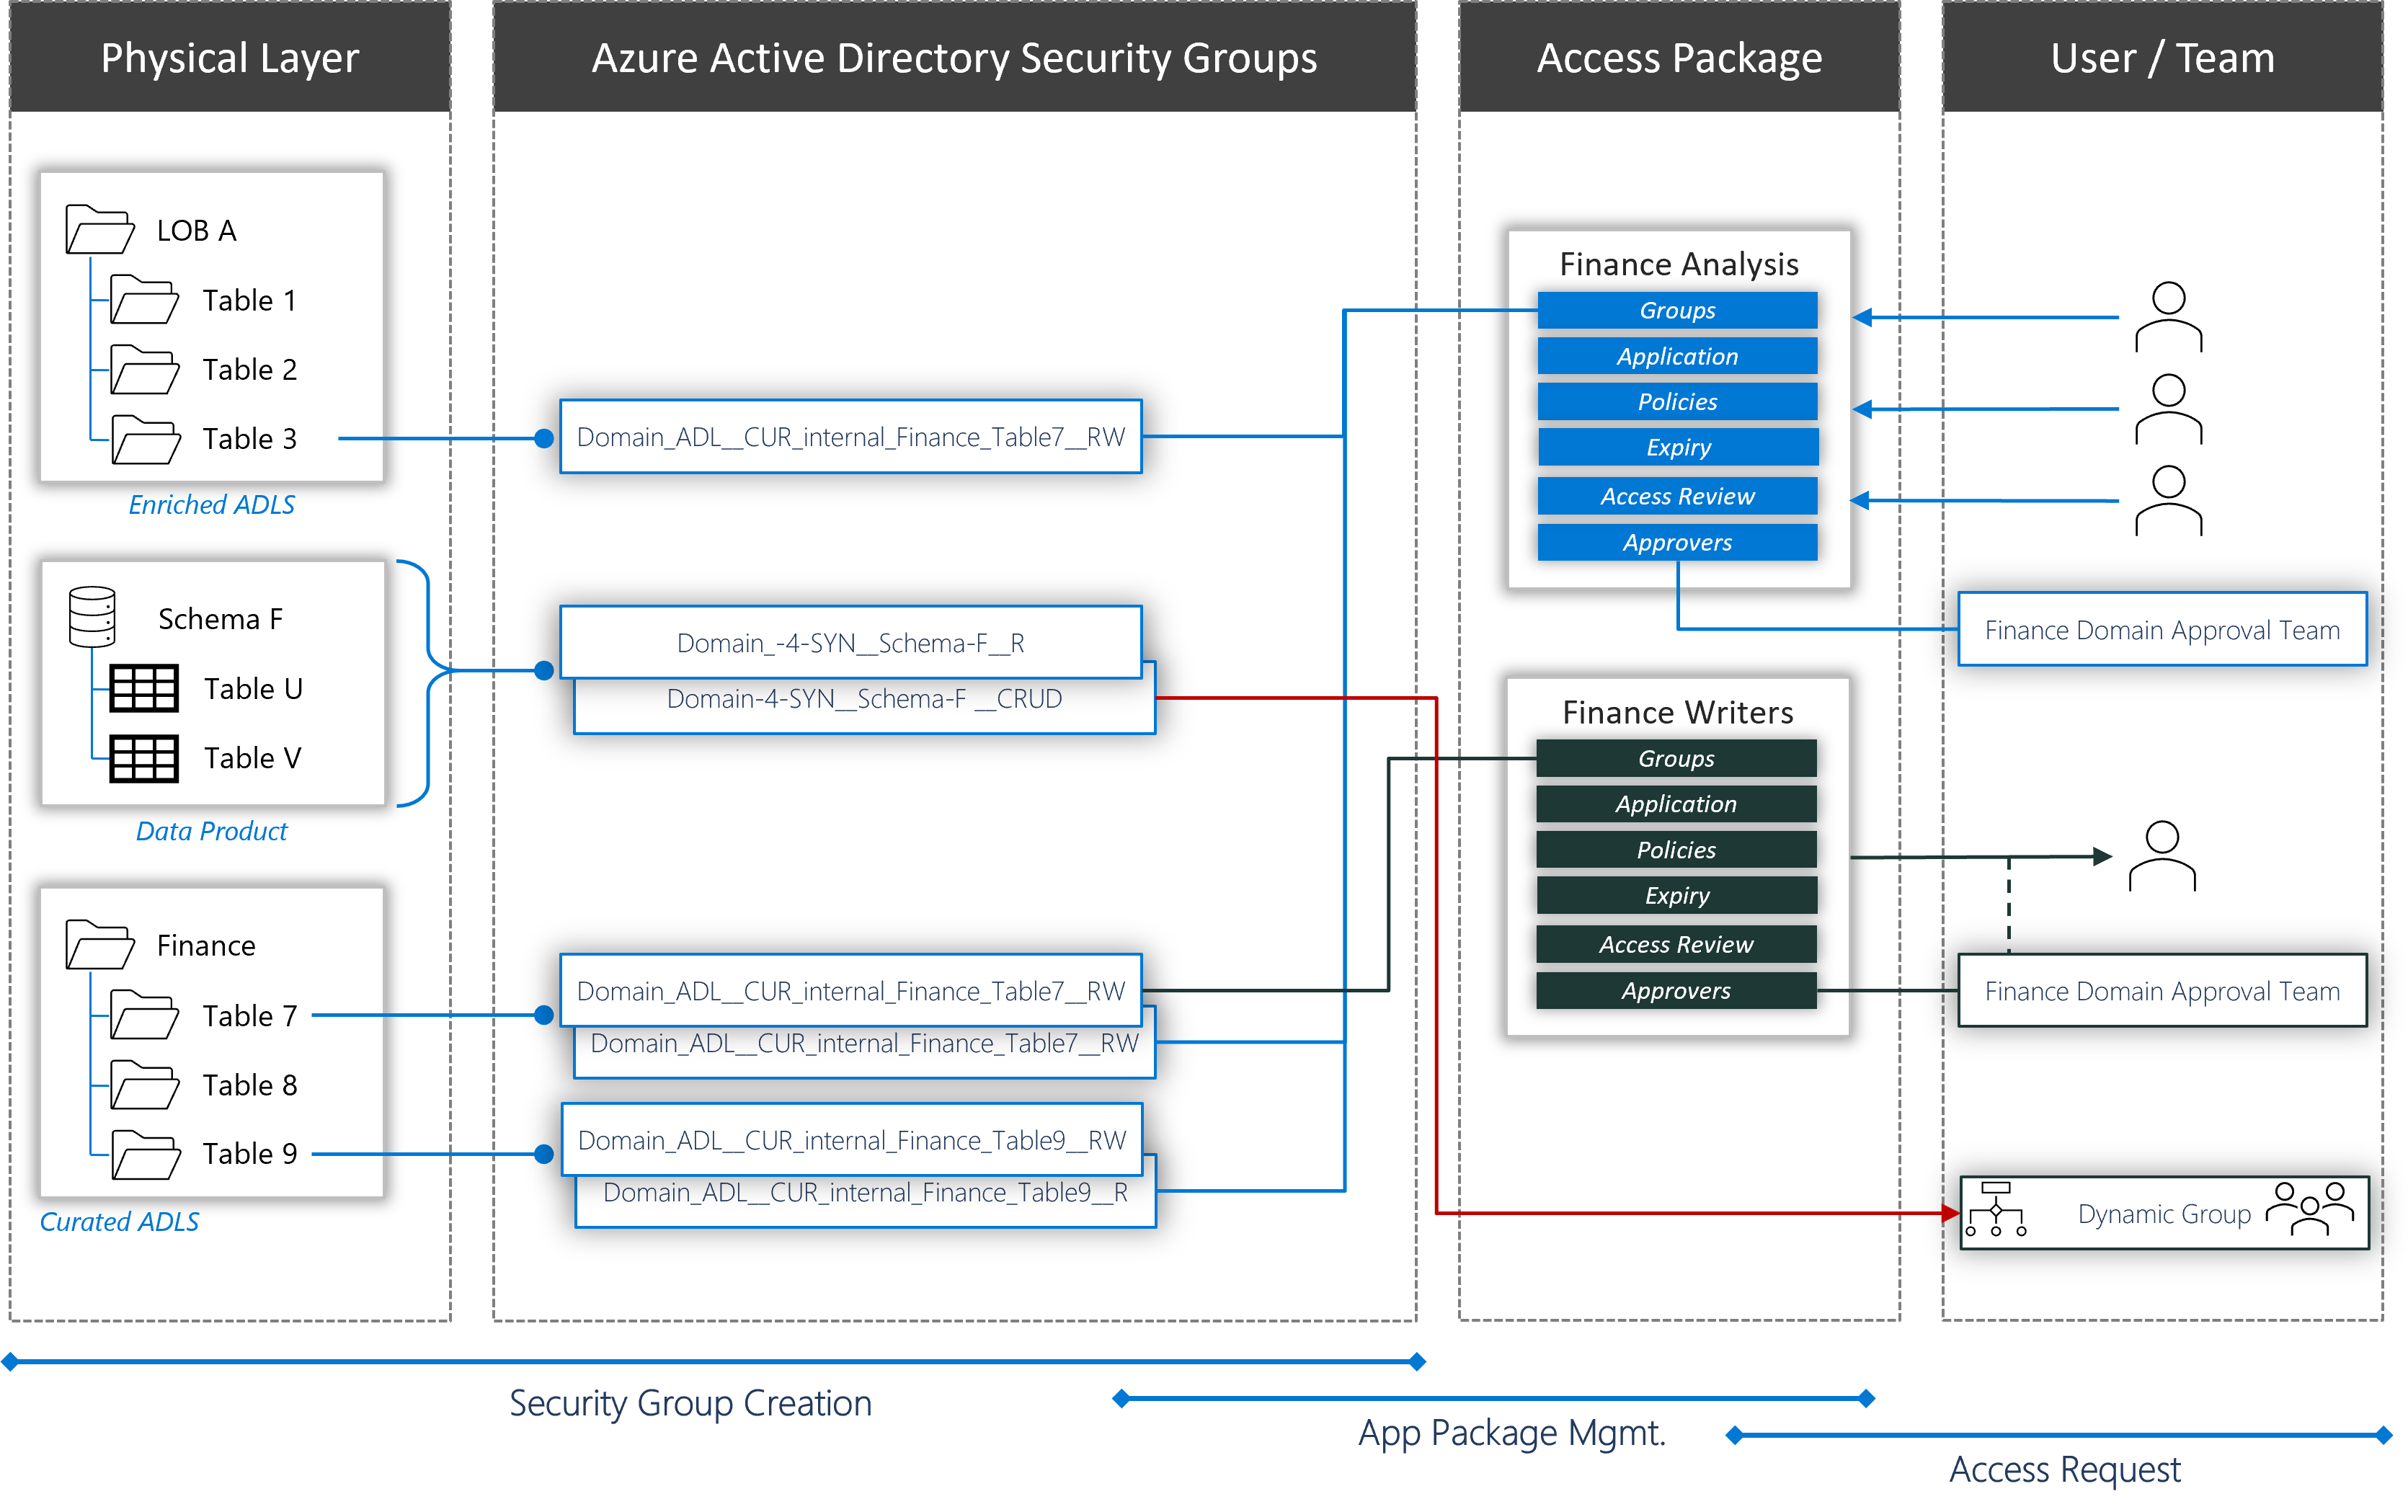 Physical Layer
Azure Active Directory Security Groups
Access Package
User / Team
LOB A
Table 1
Table 2
Table 3
Enriched ADLS
Schema F
Table U
Table V
Data Product
Finance
Table 7
Table 8
Table 9
Curated ADLS
Domain_ADL__CUR_internal_Finance_Table7__RW
Domain_-4-SYN__Schema-F__R
Domain-4-SYN__Schema-F __CRUD
Domain_ADL__CUR_internal_Finance_Table7__RW
Domain_ADL__CUR_internal_Finance_Table7__RW
Domain_ADL__CUR_internal_Finance_Table9__RW
Domain_ADL__CUR_internal_Finance_Table9__R
Finance Analysis
Groups
Application
Policies
Expiry
Access Review
Approvers
Finance Writers
Groups
Application
Policies
Expiry
Access Review
Approvers
Finance Domain Approval Team
Finance Domain Approval Team
Dynamic Group
Security Group Creation
App Package Mgmt.
Access Request